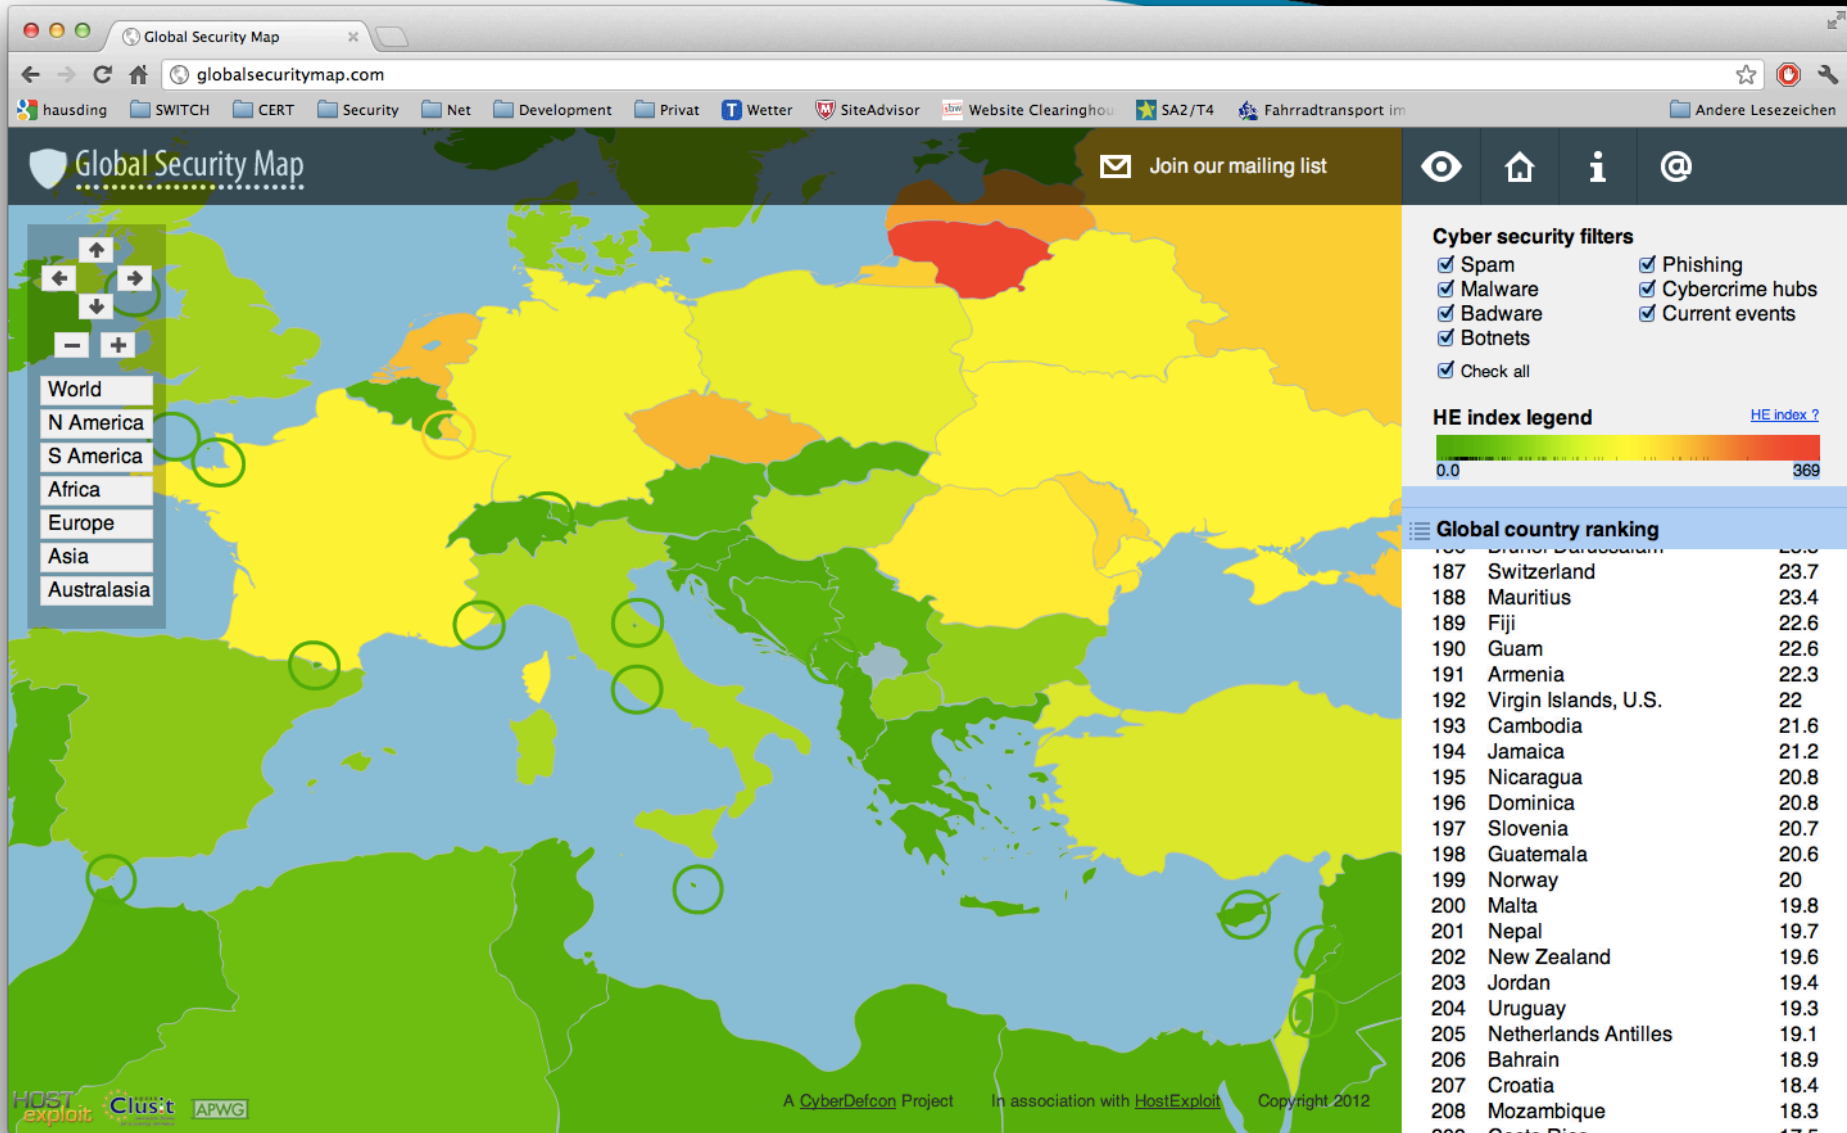 Global Security Map
globalsecuritymap.com
hausding SWITCH CERT Security Net Development Privat Wetter SiteAdvisor Website Clearinghou SA2/T4 Fahrradtransport im Andere Lesezeichen
Global Security Map
Join our mailing list
World
N America
S America
Africa
Europe
Asia
Australasia
Cyber security filters
Spam Phishing
Malware Cybercrime hubs
Badware Current events
Botnets
Check all
HE index legend HE index ?
0.0 369
Global country ranking
187 Switzerland 23.7
188 Mauritius 23.4
189 Fiji 22.6
190 Guam 22.6
191 Armenia 22.3
192 Virgin Islands, U.S. 22
193 Cambodia 21.6
194 Jamaica 21.2
195 Nicaragua 20.8
196 Dominica 20.8
197 Slovenia 20.7
198 Guatemala 20.6
199 Norway 20
200 Malta 19.8
201 Nepal 19.7
202 New Zealand 19.6
203 Jordan 19.4
204 Uruguay 19.3
205 Netherlands Antilles 19.1
206 Bahrain 18.9
207 Croatia 18.4
208 Mozambique 18.3
HOST exploit Clusit APWG
A CyberDefcon Project In association with HostExploit Copyright 2012